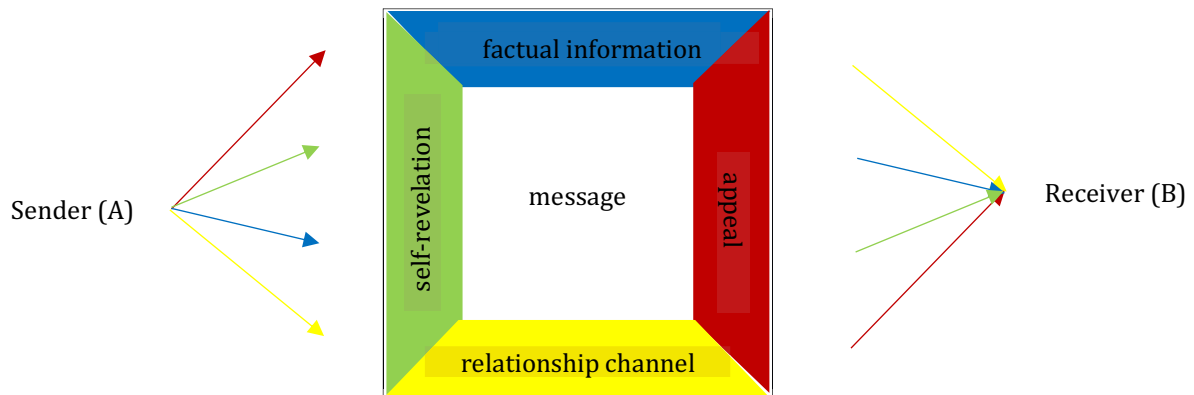 factual information
Sender (A)
self-revelation
message
appeal
Receiver (B)
relationship channel